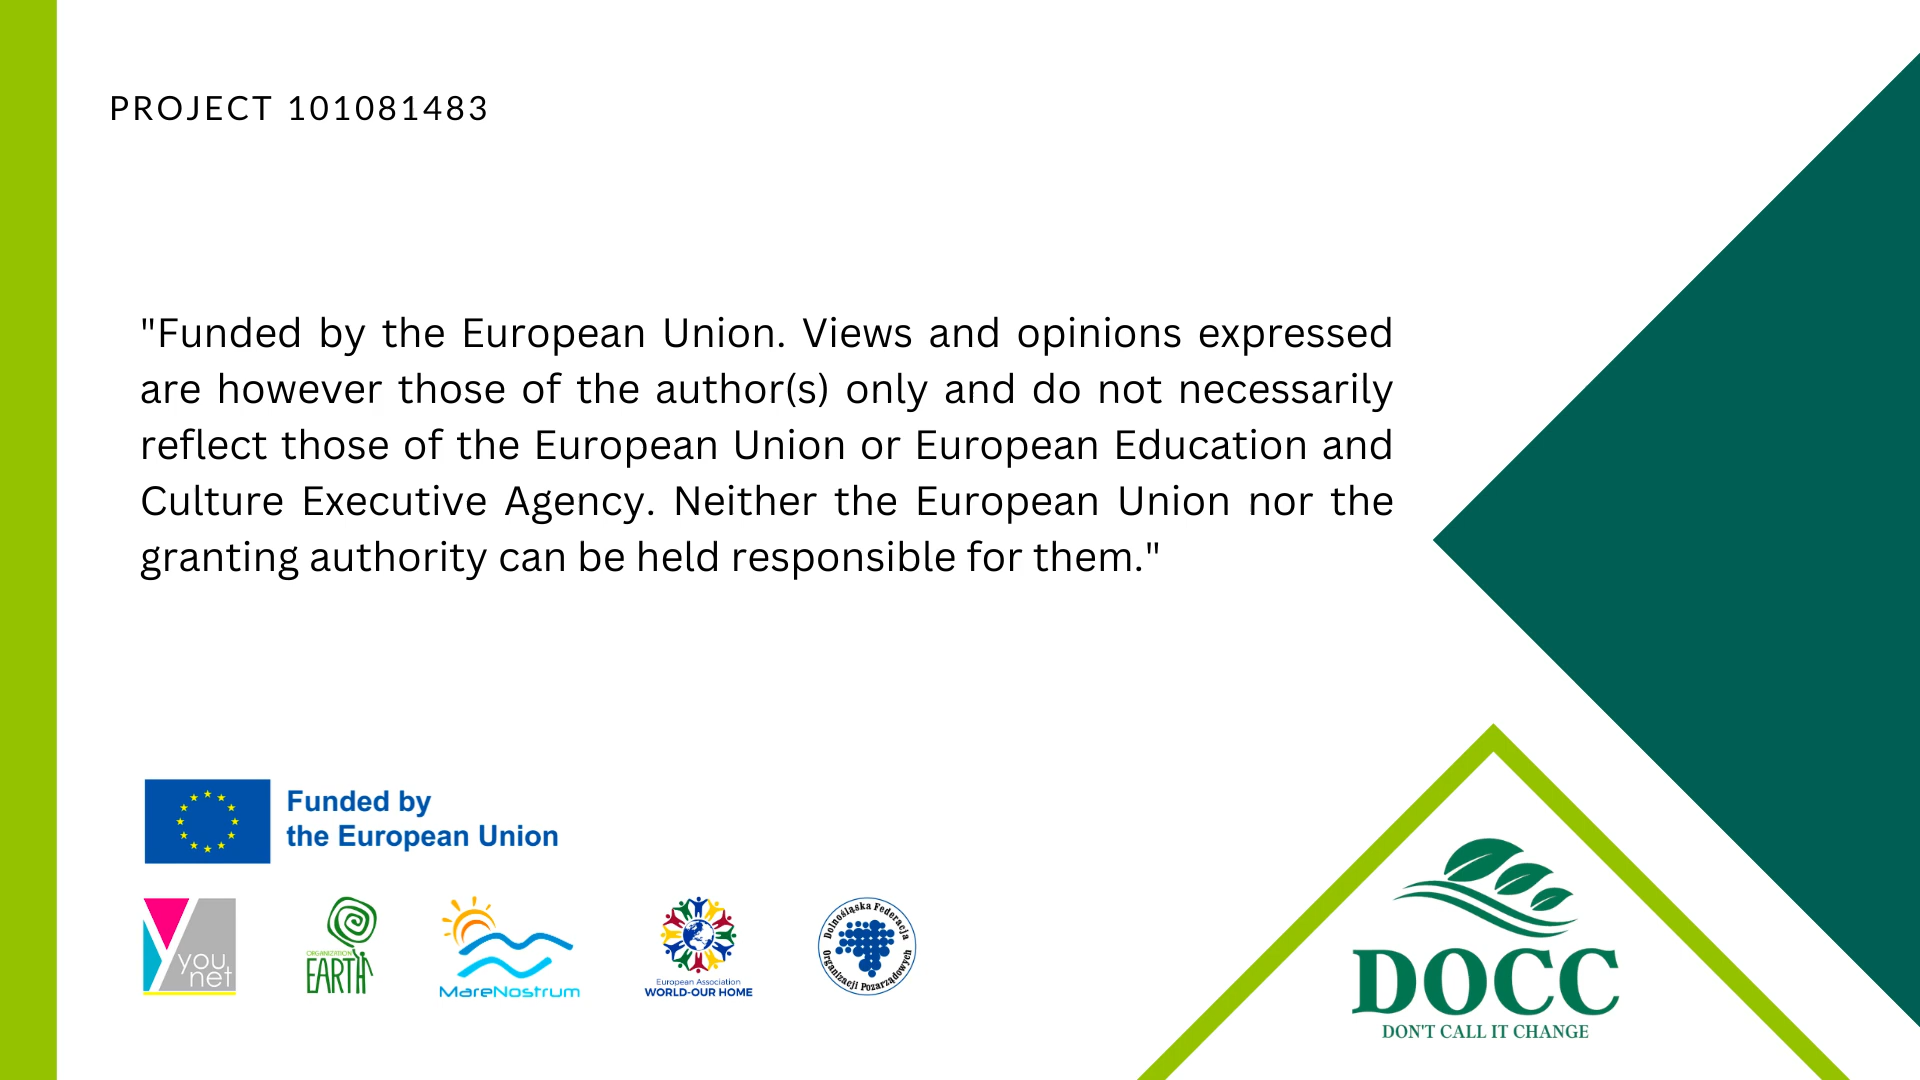 PROJECT 101081483
"Funded by the European Union. Views and opinions expressed
are however those of the author(s) only and do not necessarily
reflect those of the European Union or European Education and
Culture Executive Agency. Neither the European Union nor the
granting authority can be held responsible for them."
Funded by
the European Union
you
net
ORGANIZATION
EARTH
MareNostrum
European Association
WORLD-OUR HOME
Dolnośląska Federacja
Organizacji Pozarządowych
DOCC
DON'T CALL IT CHANGE